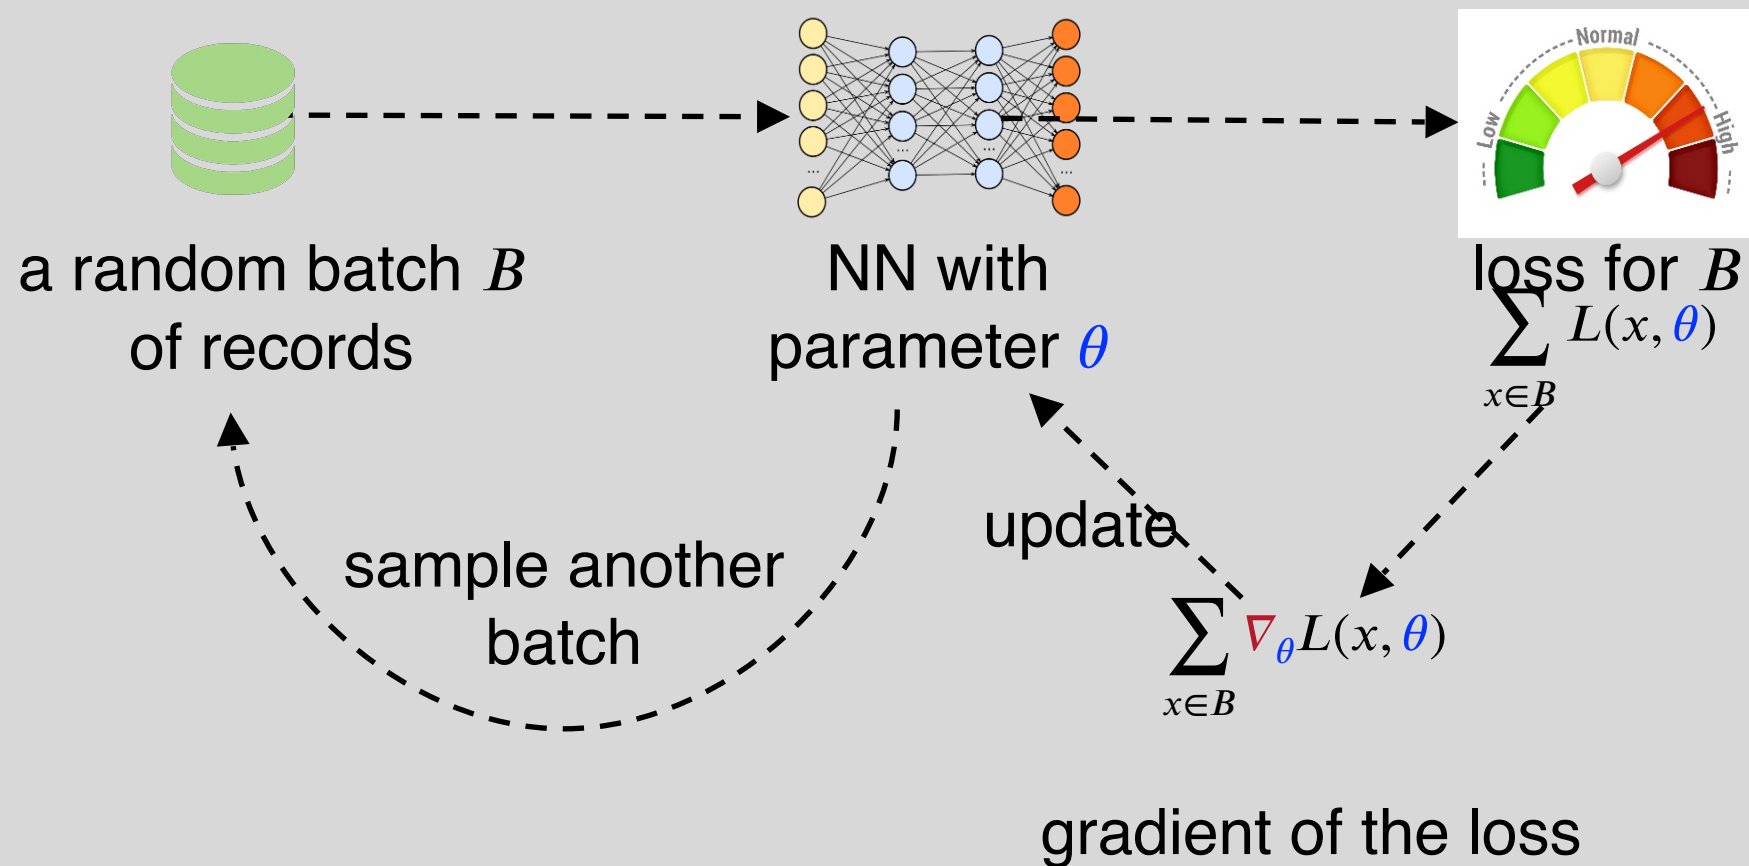 Low
Normal
High
...
...
...
...
a random batch B
of records
NN with
parameter θ
loss for B
∑ L(x, θ)
x∈B
update
sample another
batch
∑ ∇θL(x, θ)
x∈B
gradient of the loss